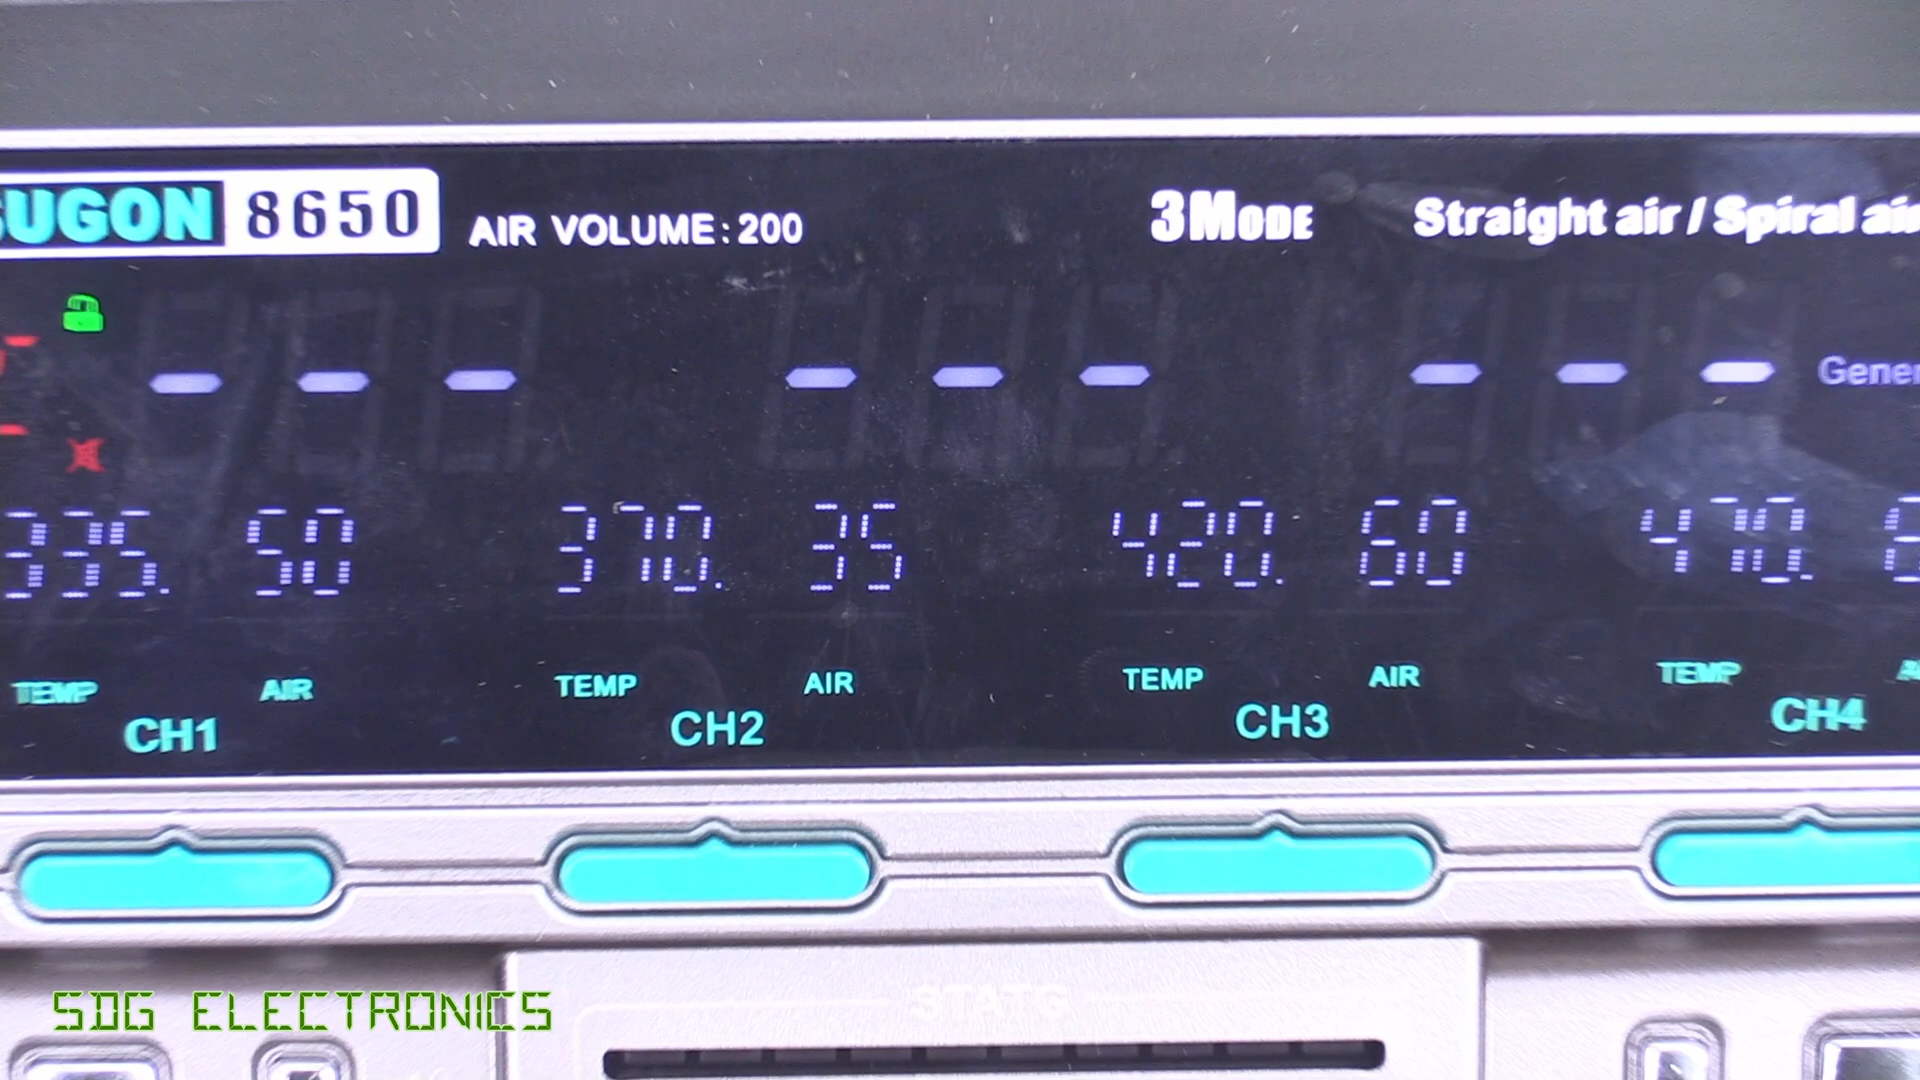 SUGON 8650 AIR VOLUME: 200 3MODE Straight air / Spiral air
- - - - - - - - - Gener
335. 50 370. 35 420. 60 470. 6
TEMP AIR TEMP AIR TEMP AIR TEMP
CH1 CH2 CH3 CH4
SDG ELECTRONICS